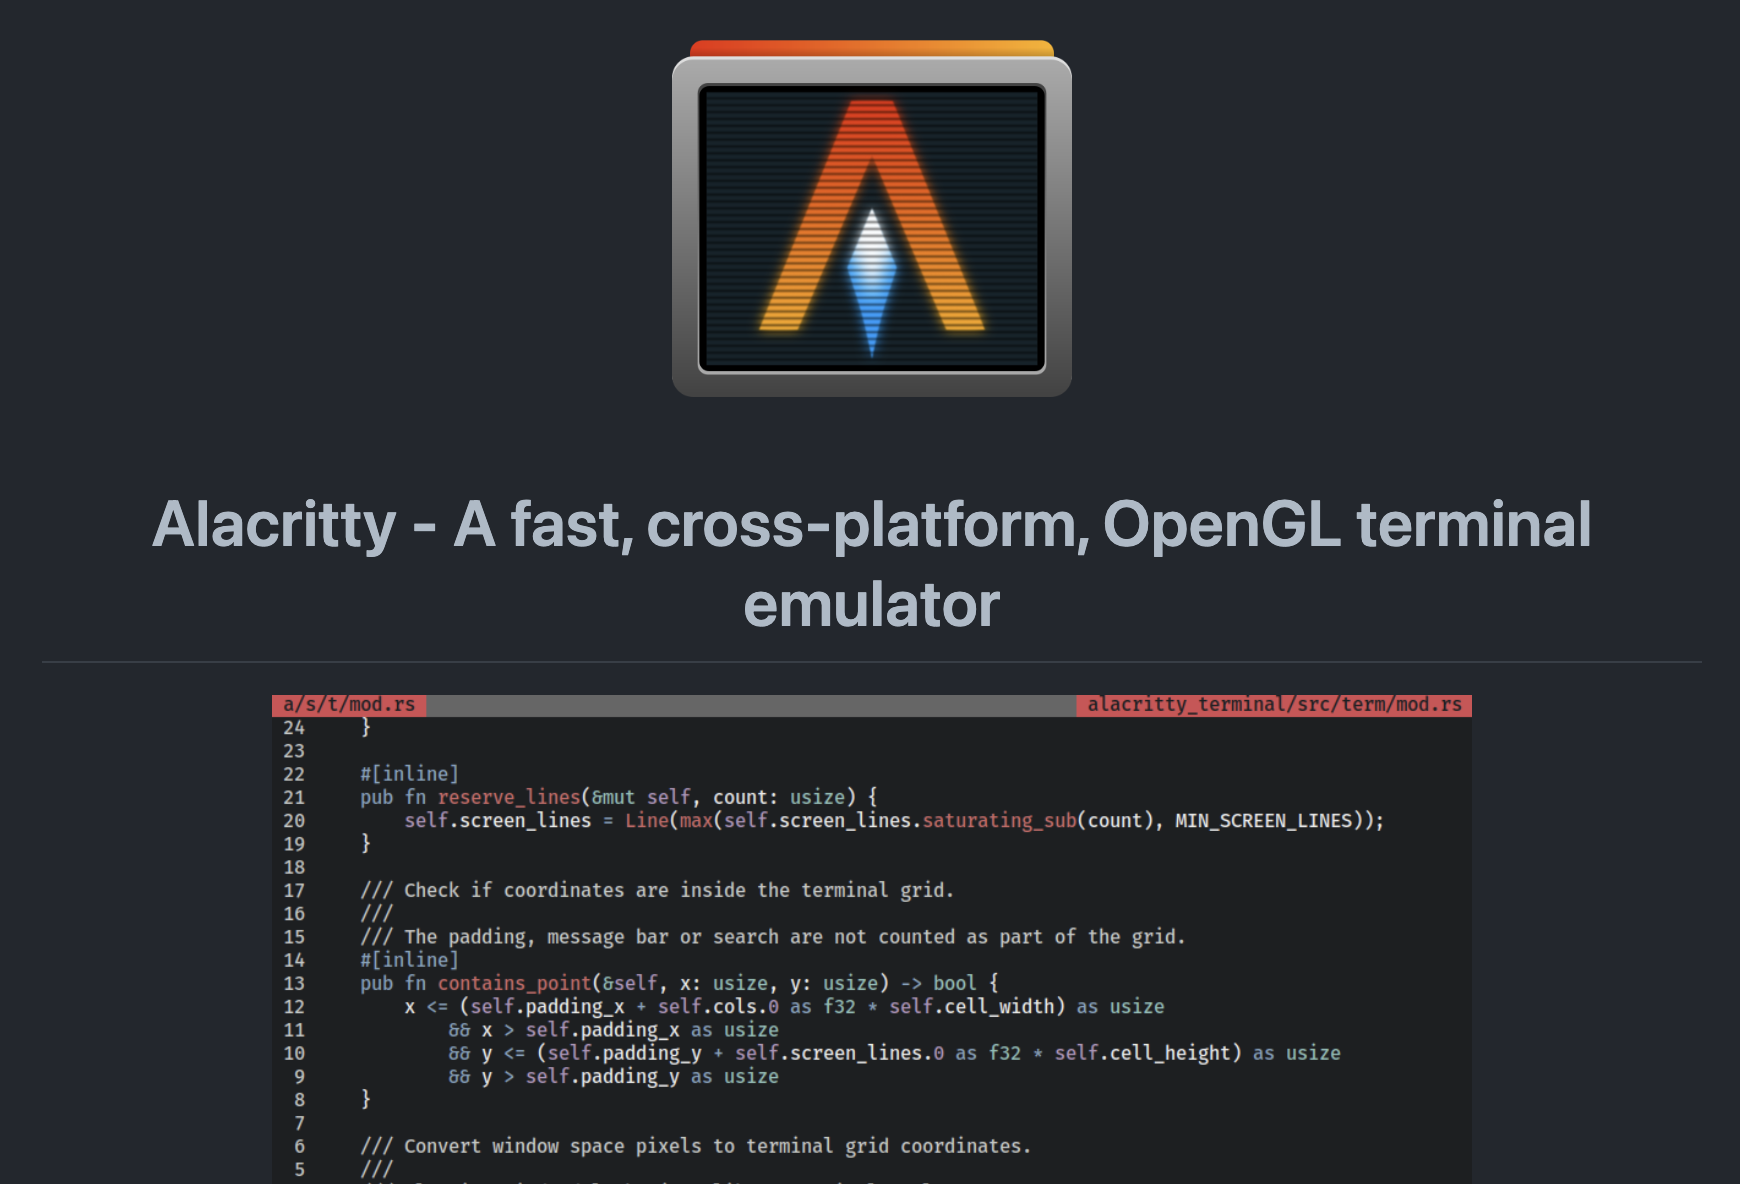 Alacritty - A fast, cross-platform, OpenGL terminal
emulator
a/s/t/mod.rs alacritty_terminal/src/term/mod.rs
24 }
23
22 #[inline]
21 pub fn reserve_lines(&mut self, count: usize) {
20 self.screen_lines = Line(max(self.screen_lines.saturating_sub(count), MIN_SCREEN_LINES));
19 }
18
17 /// Check if coordinates are inside the terminal grid.
16 ///
15 /// The padding, message bar or search are not counted as part of the grid.
14 #[inline]
13 pub fn contains_point(&self, x: usize, y: usize) -> bool {
12 x <= (self.padding_x + self.cols.0 as f32 * self.cell_width) as usize
11 && x > self.padding_x as usize
10 && y <= (self.padding_y + self.screen_lines.0 as f32 * self.cell_height) as usize
9 && y > self.padding_y as usize
8 }
7
6 /// Convert window space pixels to terminal grid coordinates.
5 ///